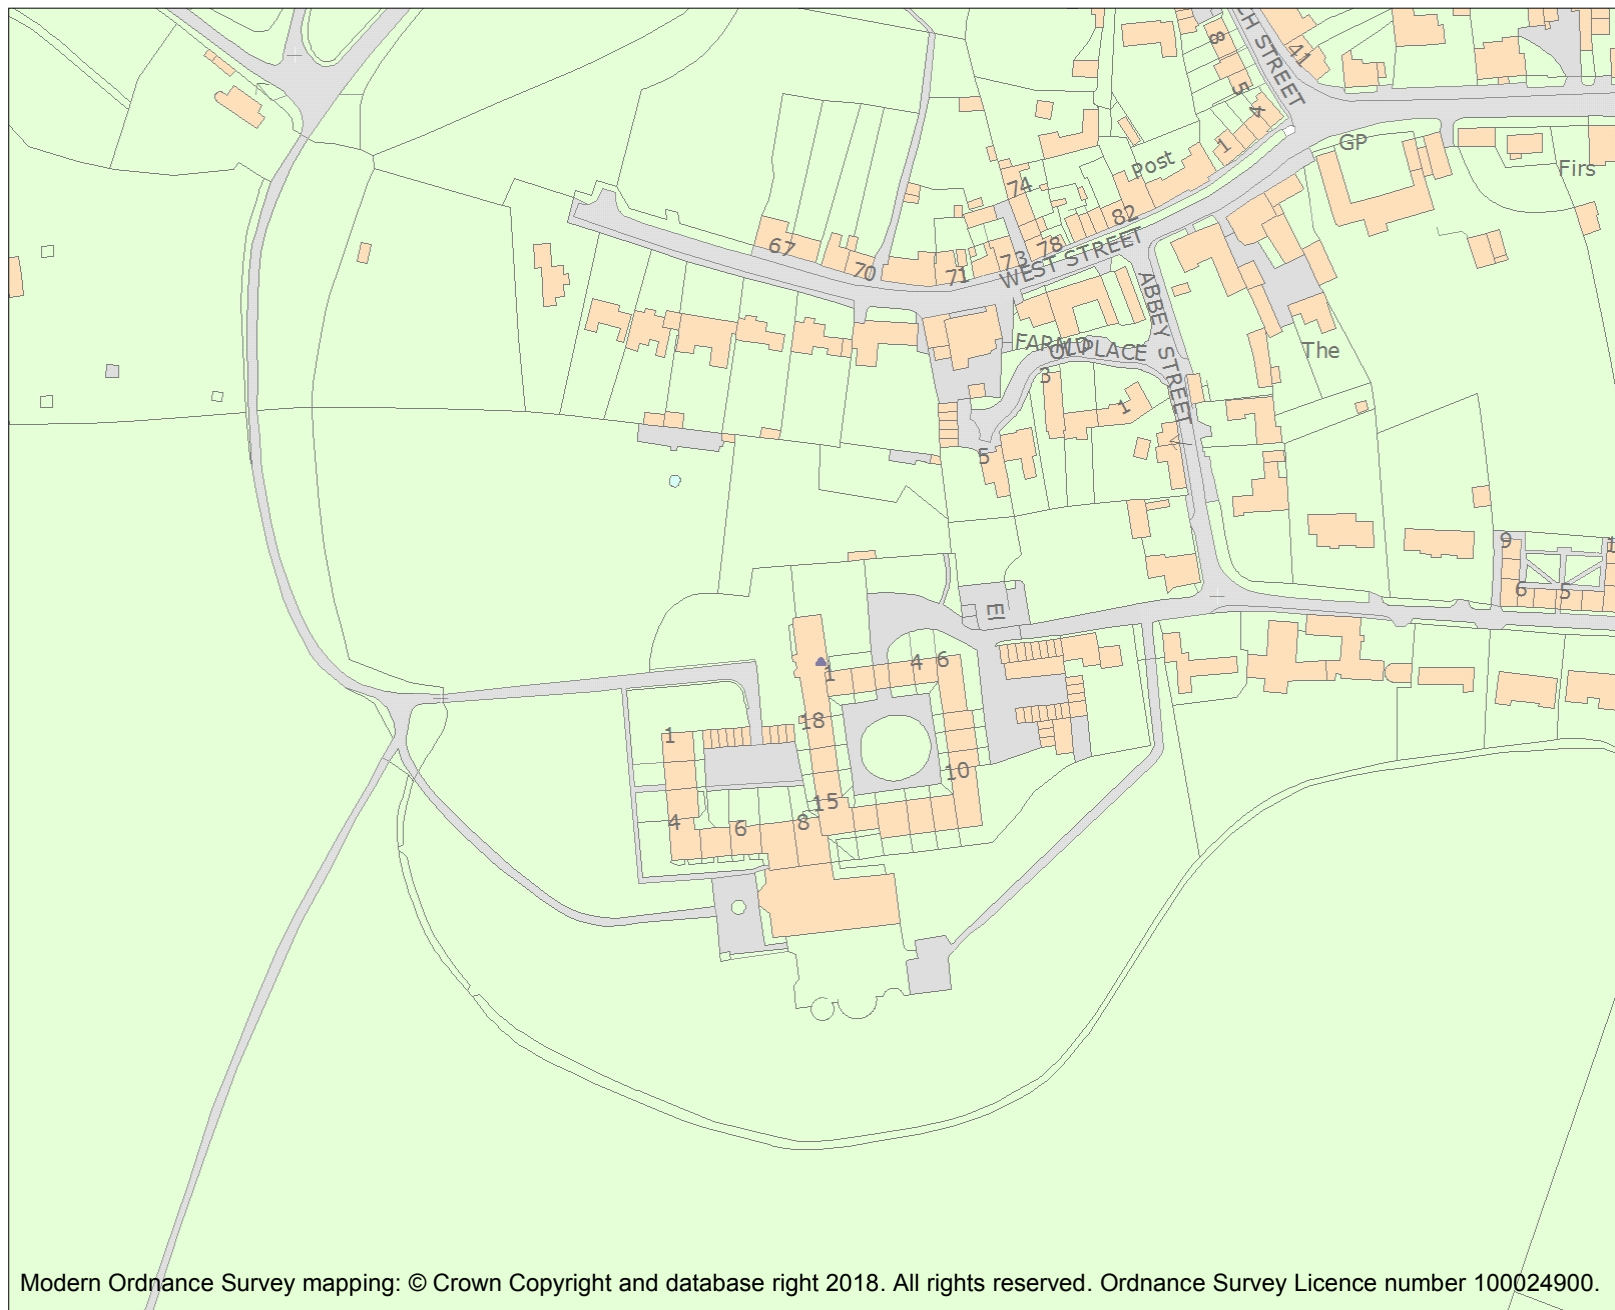 CH STREET
41
8
5
4
1
GP
Post
Firs
74
82
67
70
71
73
78
WEST STREET
ABBEY STREET
FARM PLACE
The
3
1
5
9
6
5
El
4
6
1
18
1
10
15
4
6
8
Modern Ordnance Survey mapping: © Crown Copyright and database right 2018. All rights reserved. Ordnance Survey Licence number 100024900.